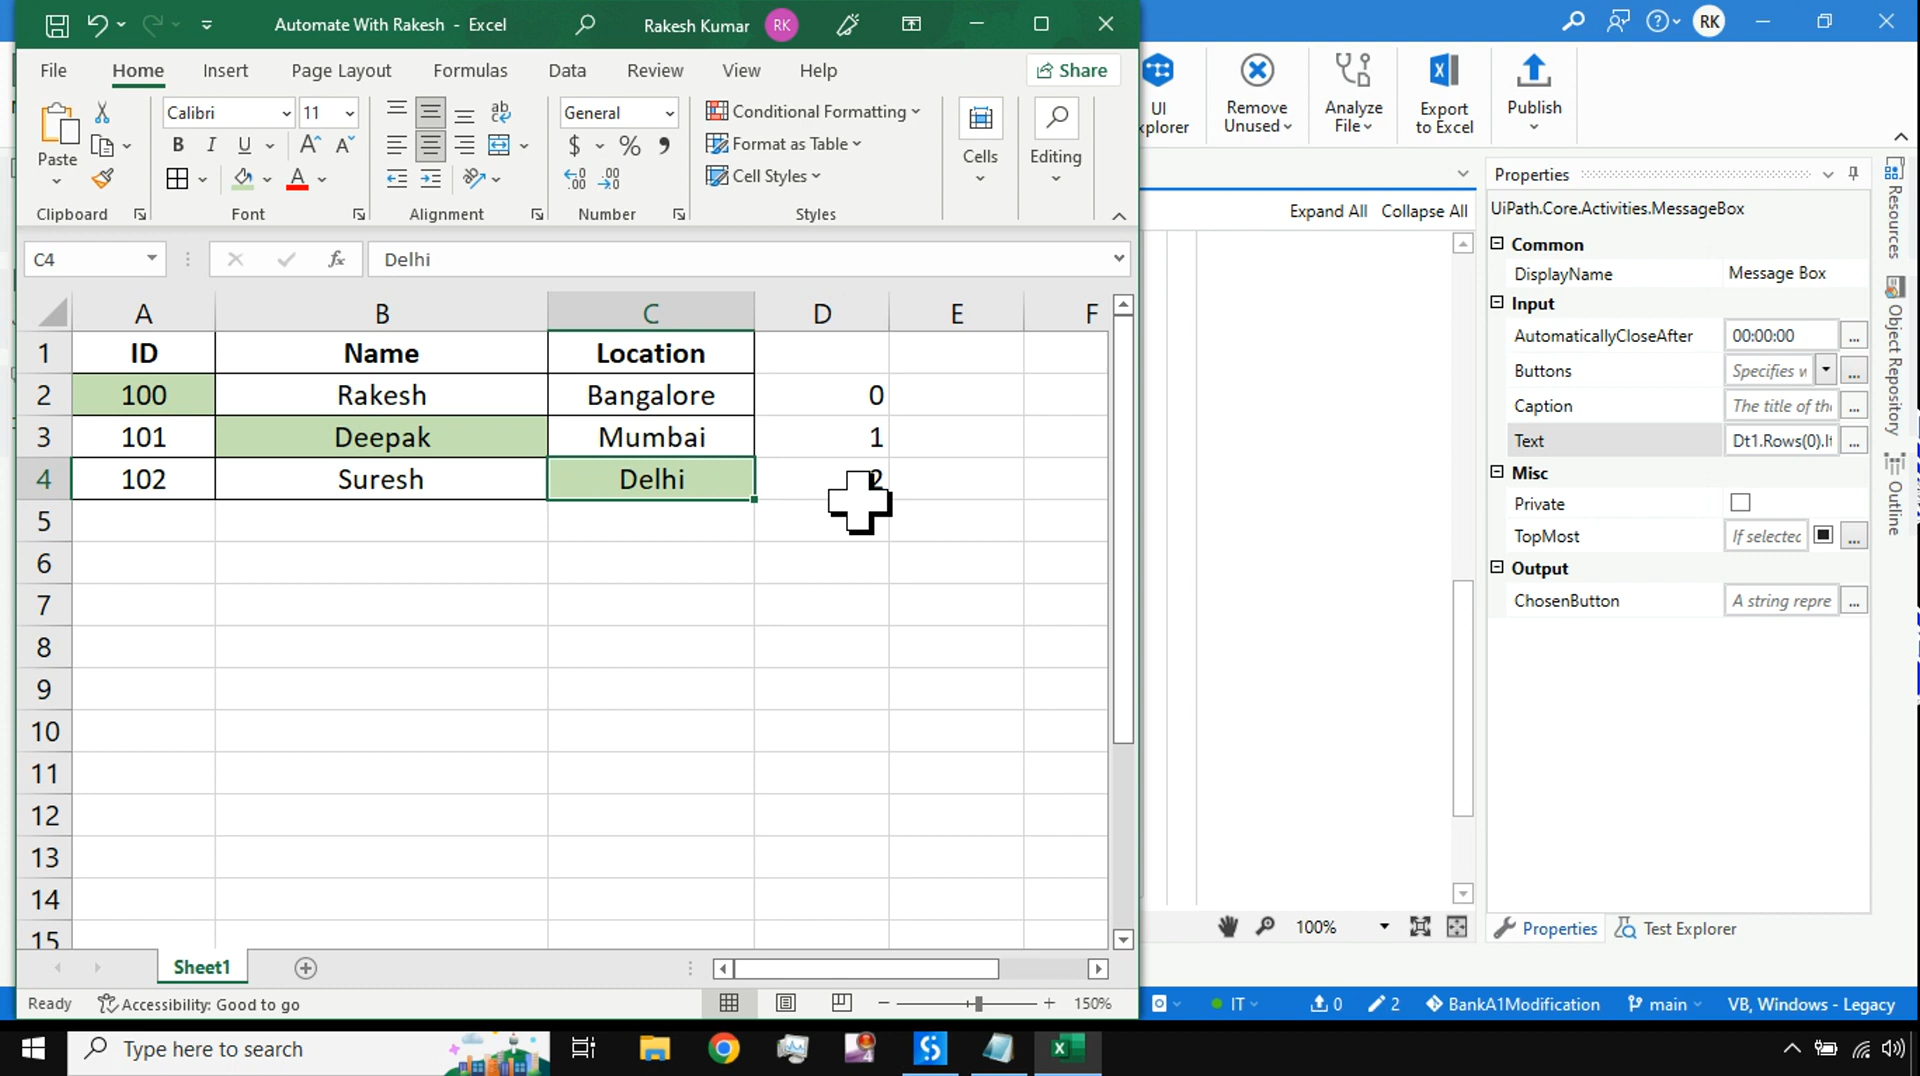 Automate With Rakesh - Excel
Rakesh Kumar
RK
RK
File
Home
Insert
Page Layout
Formulas
Data
Review
View
Help
Share
Paste
Calibri
11
General
Conditional Formatting
Format as Table
Cell Styles
Cells
Editing
Clipboard
Font
Alignment
Number
Styles
UI
xplorer
Remove
Unused
Analyze
File
Export
to Excel
Publish
Expand All
Collapse All
C4
fx
Delhi
A B C D E F
1 ID Name Location
2 100 Rakesh Bangalore 0
3 101 Deepak Mumbai 1
4 102 Suresh Delhi 2
5
6
7
8
9
10
11
12
13
14
15
Sheet1
Ready
Accessibility: Good to go
150%
Properties
UiPath.Core.Activities.MessageBox
Common
DisplayName Message Box
Input
AutomaticallyCloseAfter 00:00:00 ...
Buttons Specifies w ...
Caption The title of th ...
Text Dt1.Rows(0).It ...
Misc
Private
TopMost If selected ...
Output
ChosenButton A string repre ...
Resources
Object Repository
Outline
100%
Properties
Test Explorer
IT
0
2
BankA1Modification
main
VB, Windows - Legacy
Type here to search